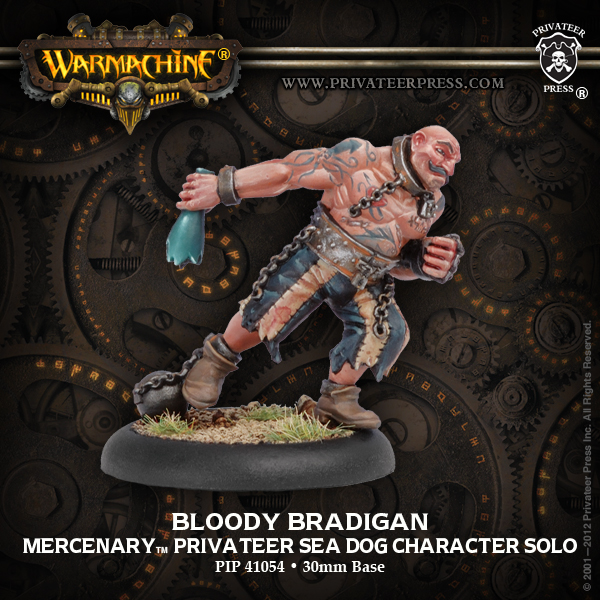 WARMACHINE®
WWW.PRIVATEERPRESS.COM
PRIVATEER
PRESS®
BLOODY BRADIGAN
MERCENARY™ PRIVATEER SEA DOG CHARACTER SOLO
PIP 41054 • 30mm Base
© 2001–2012 Privateer Press Inc. All Rights Reserved.